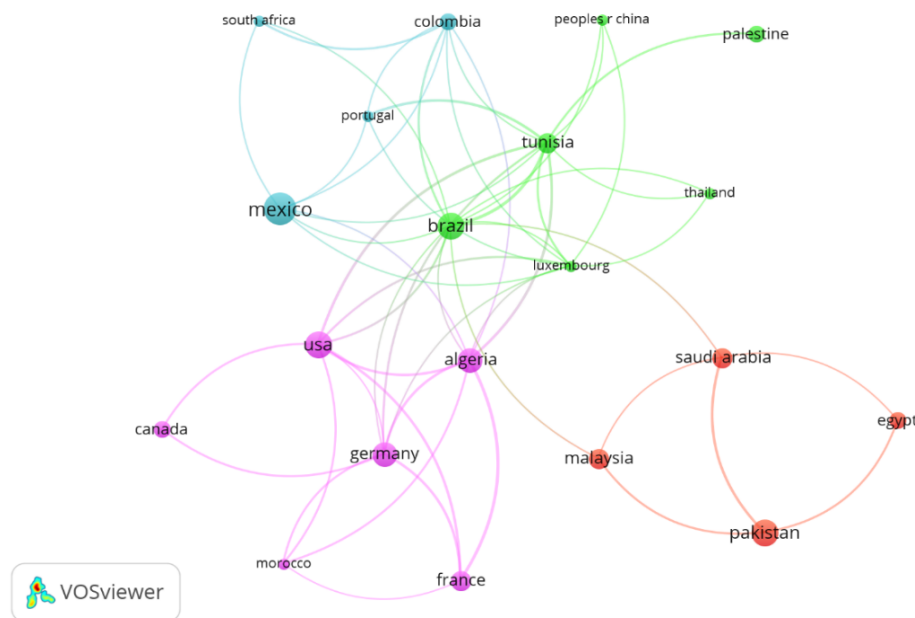 south africa
colombia
peoples r china
palestine
portugal
tunisia
mexico
brazil
thailand
luxembourg
usa
algeria
saudi arabia
canada
egypt
germany
malaysia
pakistan
morocco
france
VOSviewer